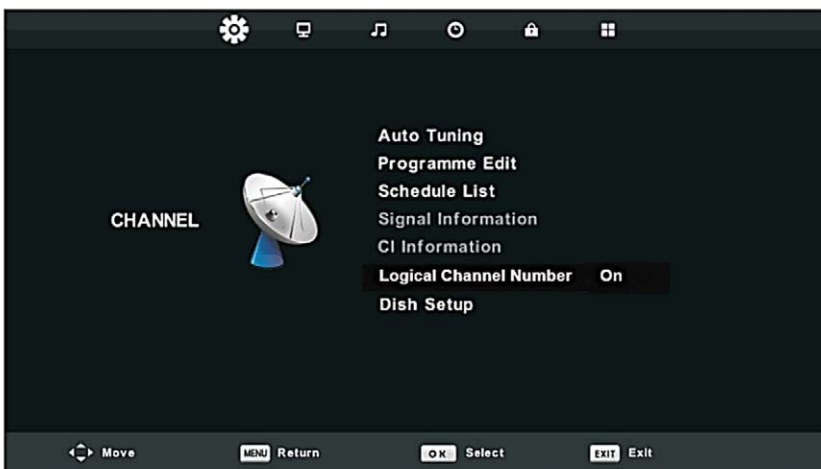 CHANNEL
Auto Tuning
Programme Edit
Schedule List
Signal Information
CI Information
Logical Channel Number On
Dish Setup
Move MENU Return OK Select EXIT Exit